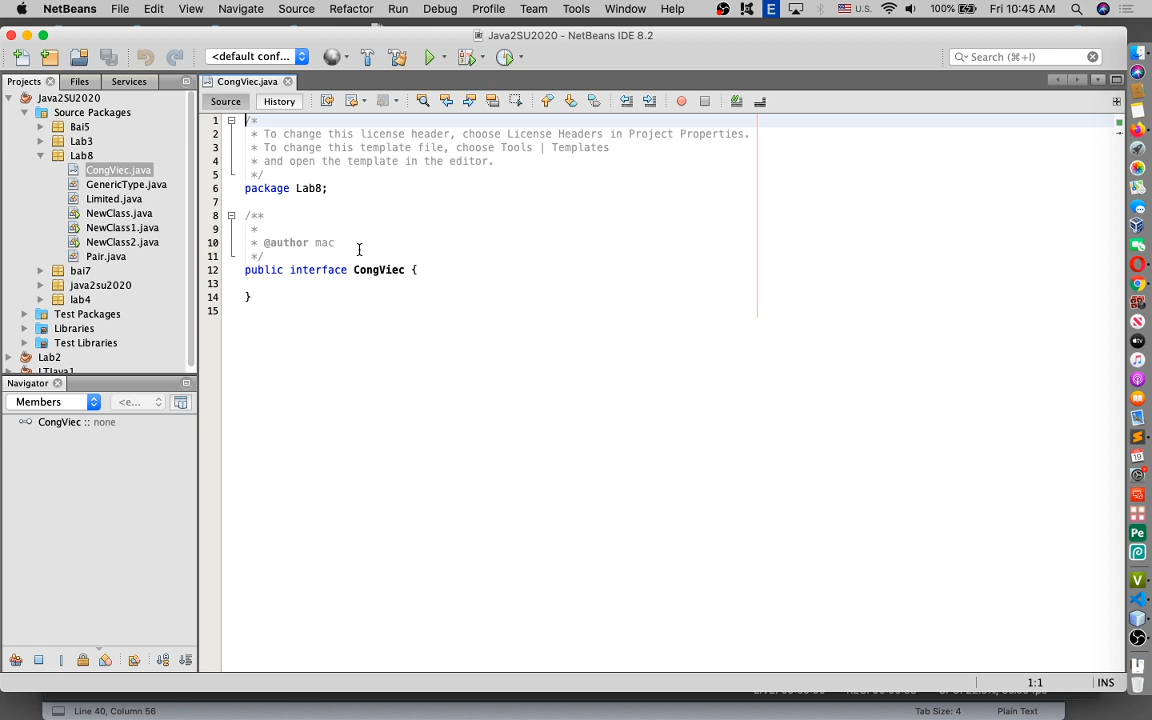 NetBeans File Edit View Navigate Source Refactor Run Debug Profile Team Tools Window Help U.S. 100% Fri 10:45 AM
Java2SU2020 - NetBeans IDE 8.2
<default conf... Search (⌘+I)
Projects Files Services
CongViec.java
Source History
Java2SU2020
Source Packages
Bai5
Lab3
Lab8
CongViec.java
GenericType.java
Limited.java
NewClass.java
NewClass1.java
NewClass2.java
Pair.java
bai7
java2su2020
lab4
Test Packages
Libraries
Test Libraries
Lab2
LTJava1
Navigator
Members <e...
CongViec :: none
1 /*
2 * To change this license header, choose License Headers in Project Properties.
3 * To change this template file, choose Tools | Templates
4 * and open the template in the editor.
5 */
6 package Lab8;
7
8 /**
9 *
10 * @author mac
11 */
12 public interface CongViec {
13
14 }
15
1:1 INS
Line 40, Column 56 Tab Size: 4 Plain Text